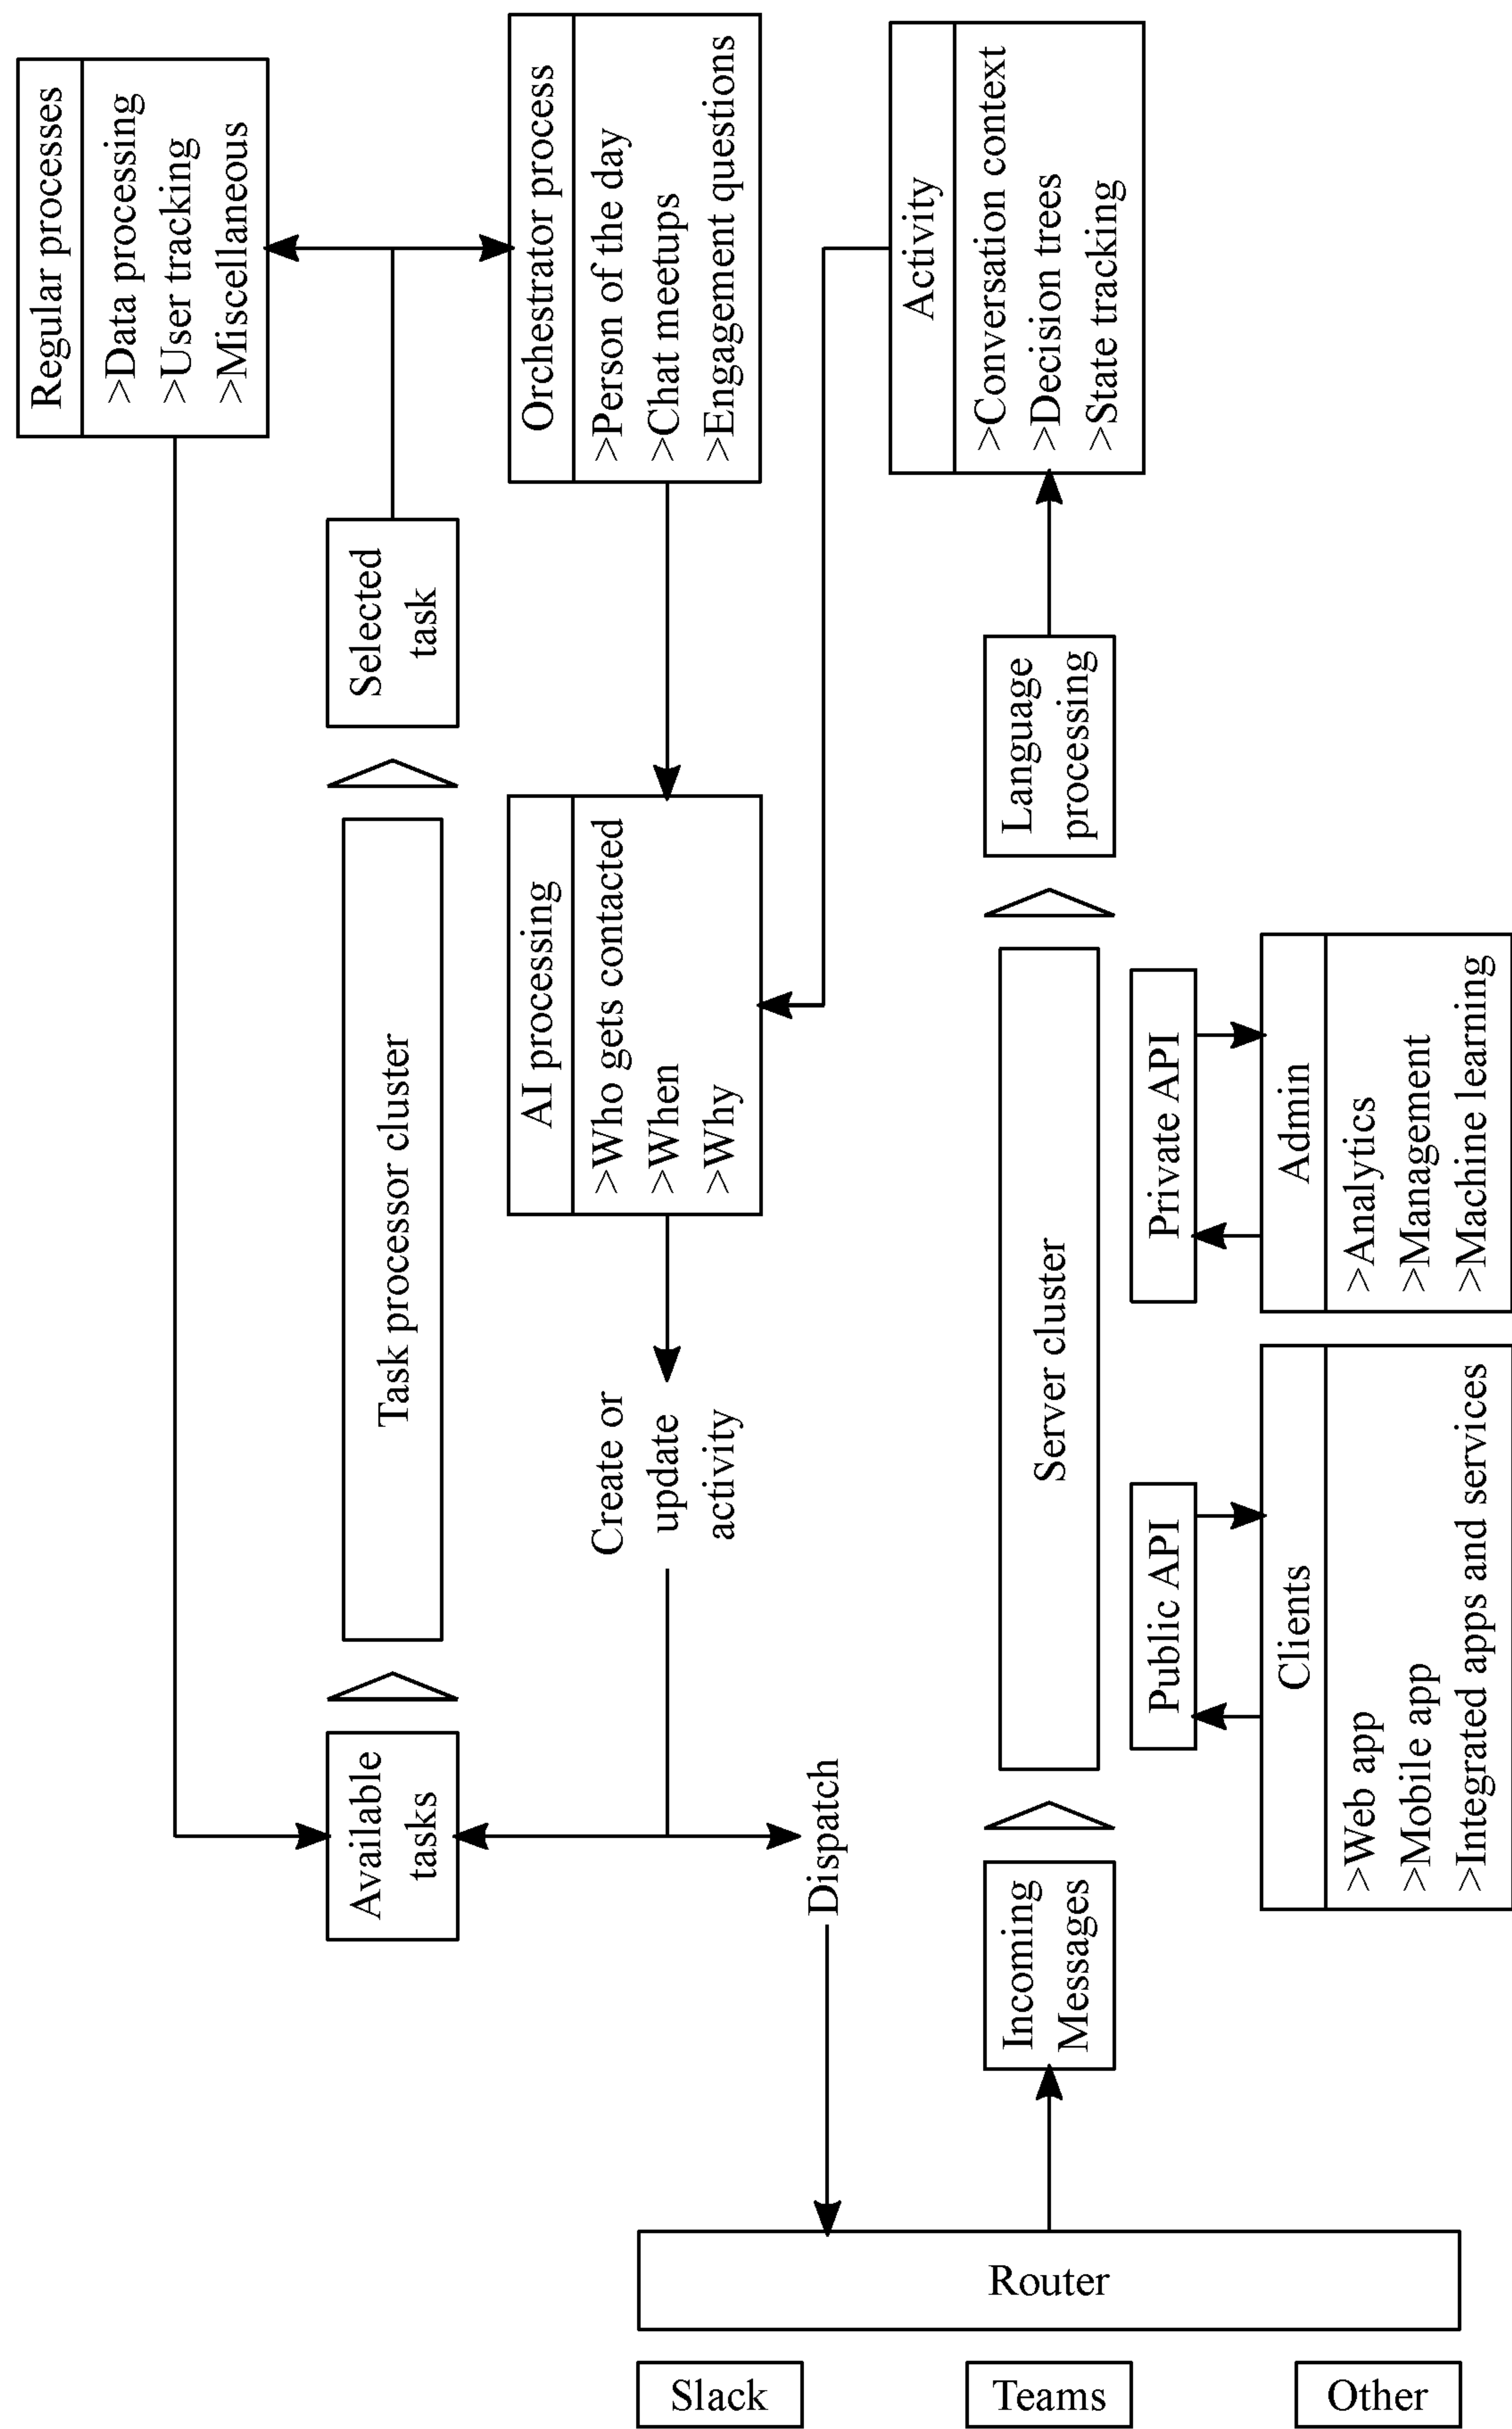 Regular processes
>Data processing
>User tracking
>Miscellaneous
Available
tasks
Task processor cluster
Selected
task
Orchestrator process
>Person of the day
>Chat meetups
>Engagement questions
AI processing
>Who gets contacted
>When
>Why
Create or
update
activity
Dispatch
Activity
>Conversation context
>Decision trees
>State tracking
Incoming
Messages
Server cluster
Language
processing
Public API
Private API
Clients
>Web app
>Mobile app
>Integrated apps and services
Admin
>Analytics
>Management
>Machine learning
Router
Slack
Teams
Other